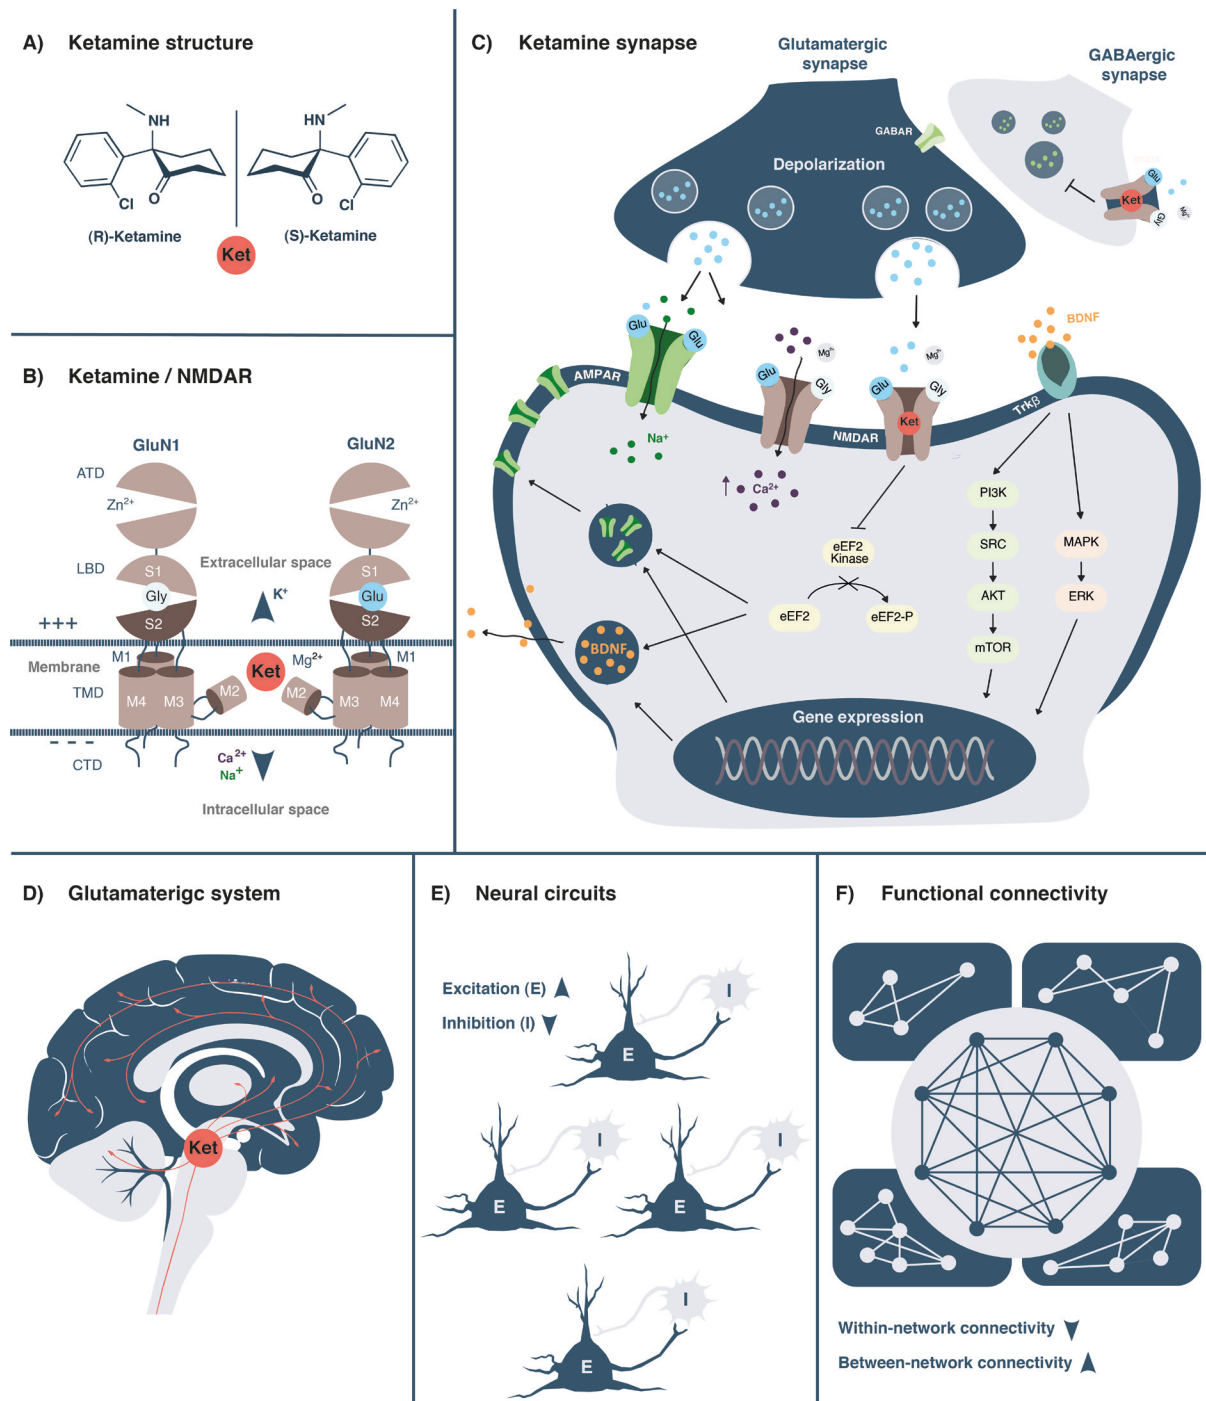 A) Ketamine structure
NH
HN
O
O
Cl
Cl
(R)-Ketamine
(S)-Ketamine
Ket
B) Ketamine / NMDAR
GluN1
GluN2
ATD
Zn2+
Zn2+
LBD
S1
S1
Extracellular space
Gly
Glu
K+
S2
S2
+++
M1
M1
Membrane
Ket
Mg2+
TMD
M4
M3
M2
M2
M3
M4
- - -
CTD
Ca2+
Na+
Intracellular space
C) Ketamine synapse
Glutamatergic
synapse
GABAergic
synapse
GABAR
Depolarization
Glu
Ket
Gly
Mg2+
Glu
Glu
BDNF
AMPAR
Glu
Mg2+
Gly
Glu
Mg2+
Gly
Ket
NMDAR
Trkβ
Na+
Ca2+
PI3K
SRC
AKT
mTOR
MAPK
ERK
eEF2
Kinase
eEF2
eEF2-P
BDNF
Gene expression
D) Glutamaterigc system
Ket
E) Neural circuits
Excitation (E)
Inhibition (I)
I
E
I
E
I
E
I
E
F) Functional connectivity
Within-network connectivity
Between-network connectivity